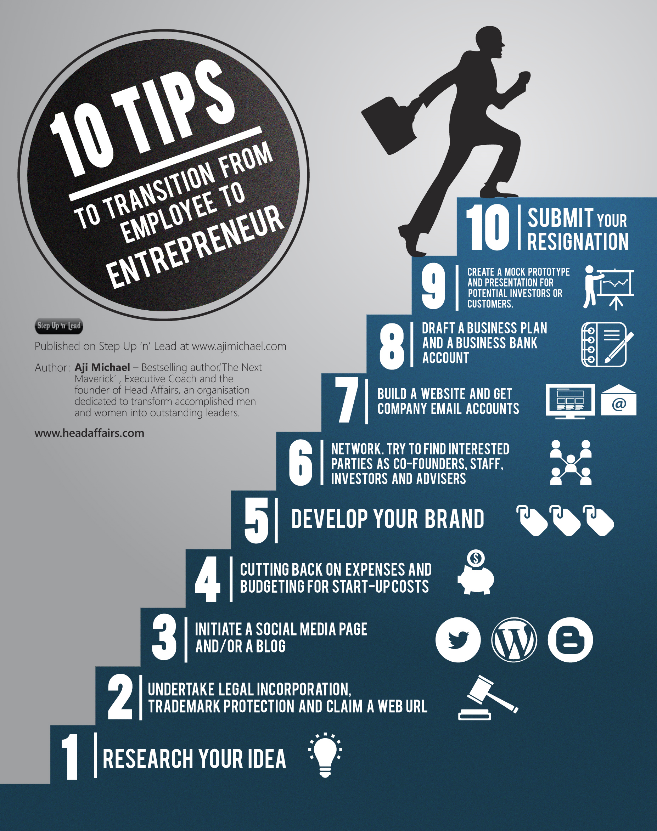 10 TIPS
TO TRANSITION FROM
EMPLOYEE TO
ENTREPRENEUR
Step Up 'n' Lead
Published on Step Up 'n' Lead at www.ajimichael.com
Author: Aji Michael – Bestselling author'The Next
Maverick', Executive Coach and the
founder of Head Affairs, an organisation
dedicated to transform accomplished men
and women into outstanding leaders.
www.headaffairs.com
10 SUBMIT YOUR
RESIGNATION
9 CREATE A MOCK PROTOTYPE
AND PRESENTATION FOR
POTENTIAL INVESTORS OR
CUSTOMERS.
8 DRAFT A BUSINESS PLAN
AND A BUSINESS BANK
ACCOUNT
7 BUILD A WEBSITE AND GET
COMPANY EMAIL ACCOUNTS
@
6 NETWORK. TRY TO FIND INTERESTED
PARTIES AS CO-FOUNDERS, STAFF,
INVESTORS AND ADVISERS
5 DEVELOP YOUR BRAND
4 CUTTING BACK ON EXPENSES AND
BUDGETING FOR START-UP COSTS
$
3 INITIATE A SOCIAL MEDIA PAGE
AND/OR A BLOG
2 UNDERTAKE LEGAL INCORPORATION,
TRADEMARK PROTECTION AND CLAIM A WEB URL
1 RESEARCH YOUR IDEA